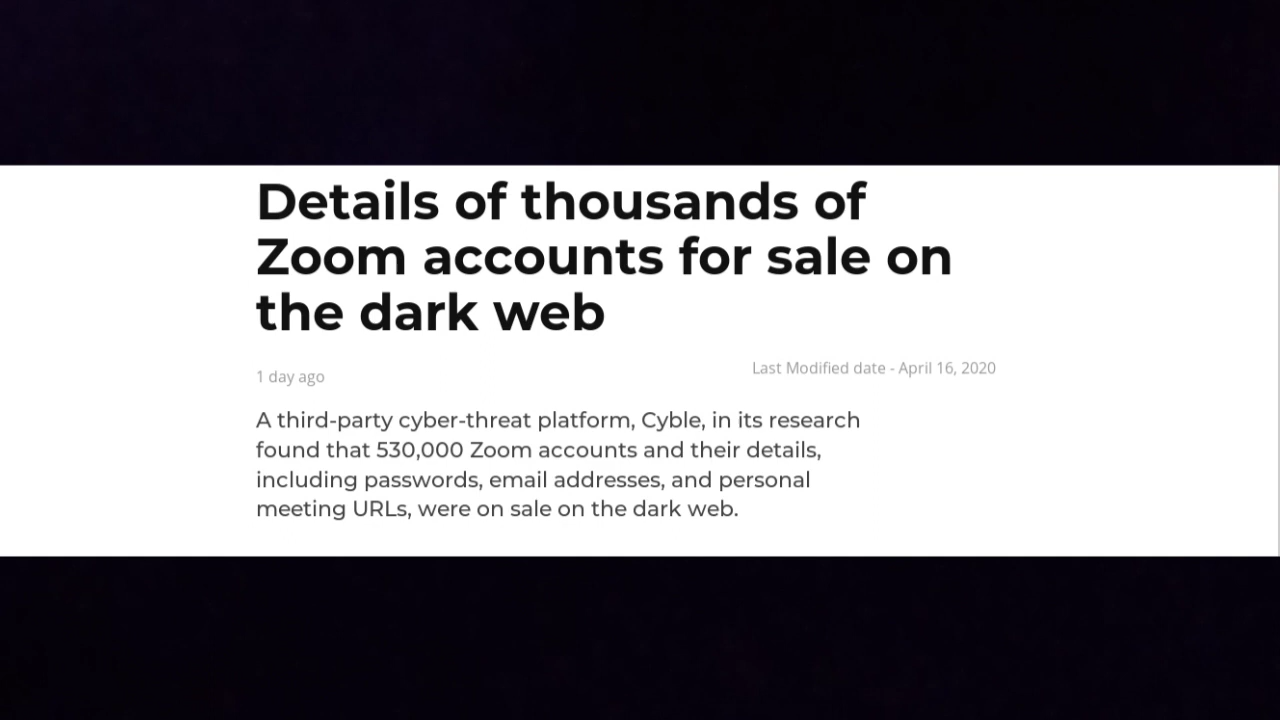 Details of thousands of
Zoom accounts for sale on
the dark web
1 day ago
Last Modified date - April 16, 2020
A third-party cyber-threat platform, Cyble, in its research
found that 530,000 Zoom accounts and their details,
including passwords, email addresses, and personal
meeting URLs, were on sale on the dark web.